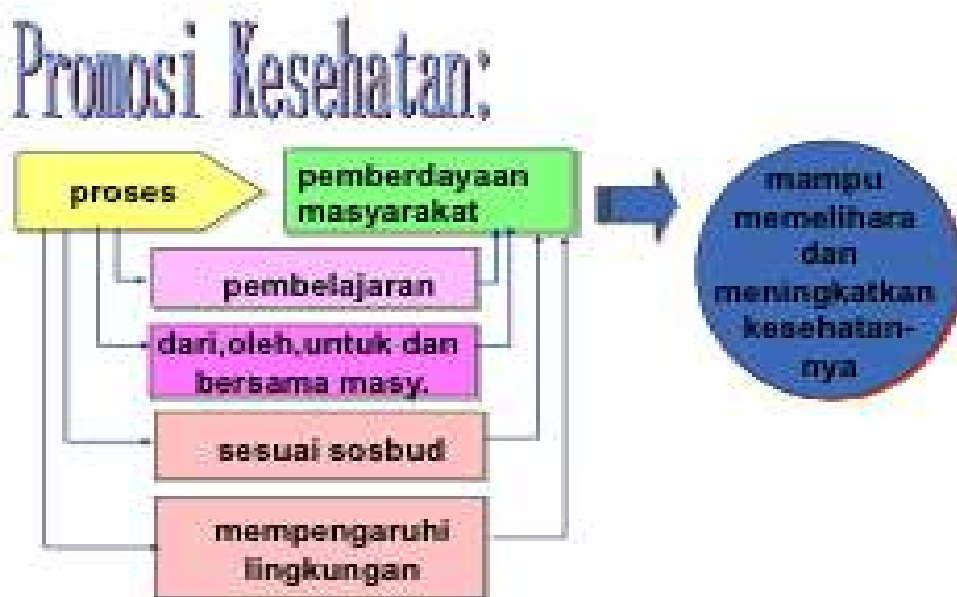 Promosi Kesehatan:
proses
pemberdayaan
masyarakat
pembelajaran
dari,oleh,untuk dan
bersama masy.
sesuai sosbud
mempengaruhi
lingkungan
mampu
memelihara
dan
meningkatkan
kesehatan-
nya